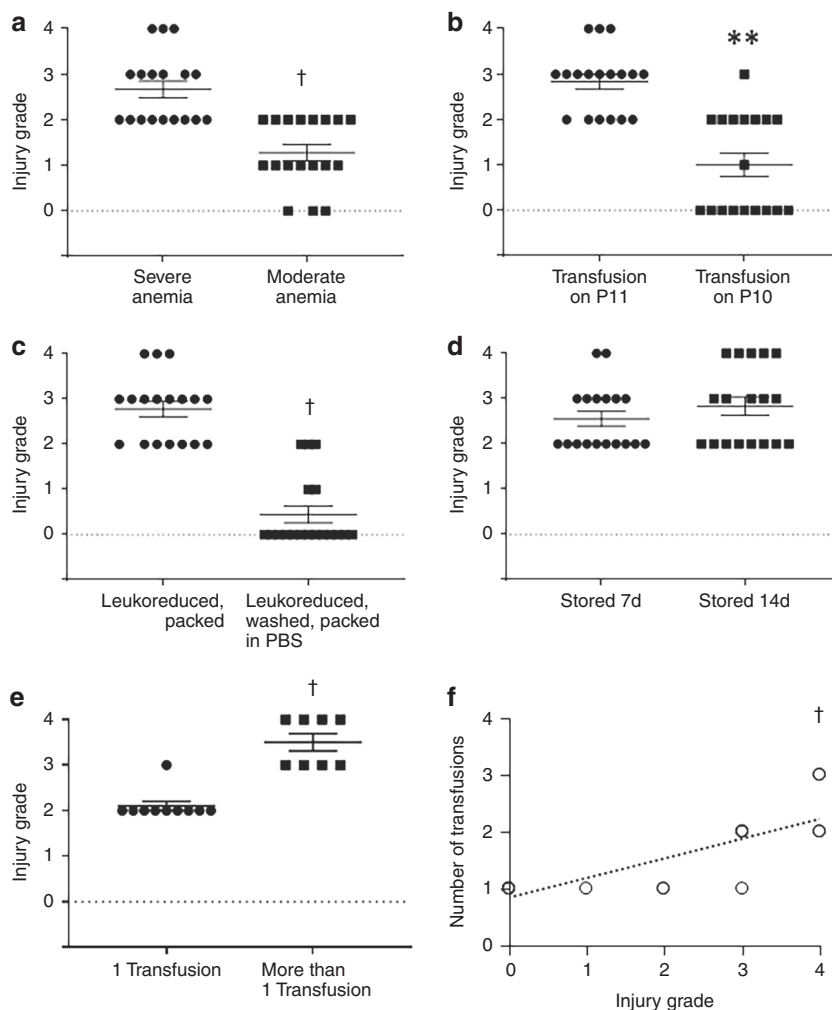 a
4
3
2
1
0
Injury grade
†
Severe
anemia
Moderate
anemia
b
4
3
2
1
0
Injury grade
**
Transfusion
on P11
Transfusion
on P10
c
4
3
2
1
0
Injury grade
†
Leukoreduced,
packed
Leukoreduced,
washed, packed
in PBS
d
4
3
2
1
0
Injury grade
Stored 7d
Stored 14d
e
4
3
2
1
0
Injury grade
†
1 Transfusion
More than
1 Transfusion
f
4
3
2
1
0
Number of transfusions
†
0
1
2
3
4
Injury grade